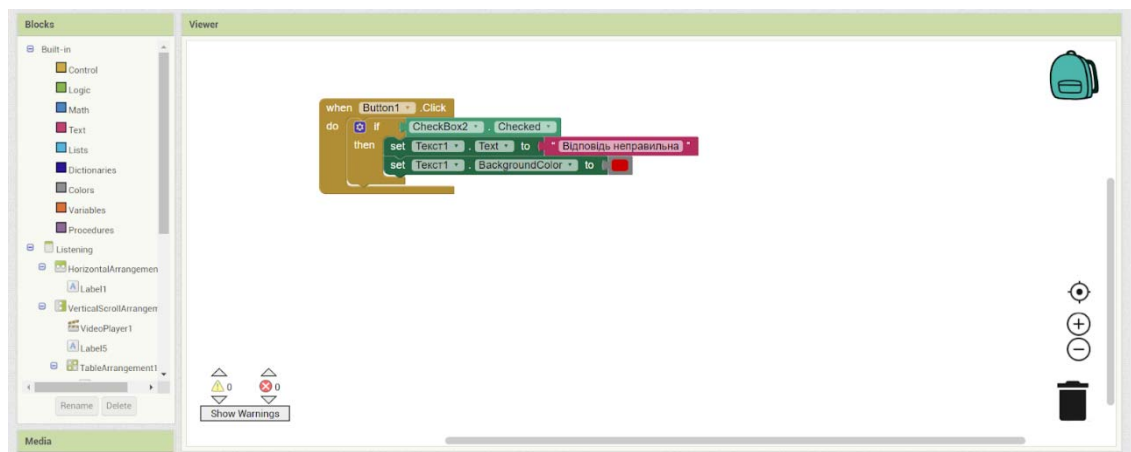 Blocks
Viewer
Built-in
Control
Logic
Math
Text
Lists
Dictionaries
Colors
Variables
Procedures
Listening
HorizontalArrangemen
Label1
VerticalScrollArrangem
VideoPlayer1
Label5
TableArrangement1
Rename Delete
Media
when Button1 .Click
do if CheckBox2 . Checked
then set Текст1 . Text to " Відповідь неправильна "
set Текст1 . BackgroundColor to
0 0
Show Warnings